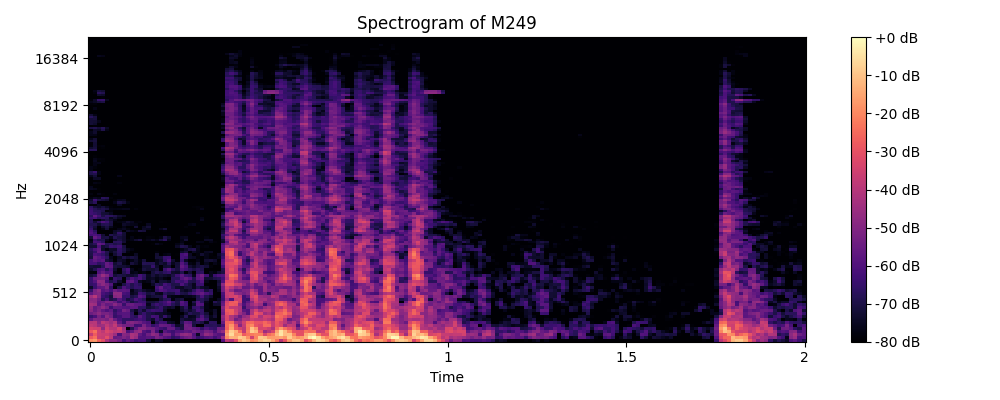 Spectrogram of M249
Hz
16384
8192
4096
2048
1024
512
0
0
0.5
1
1.5
2
Time
+0 dB
-10 dB
-20 dB
-30 dB
-40 dB
-50 dB
-60 dB
-70 dB
-80 dB